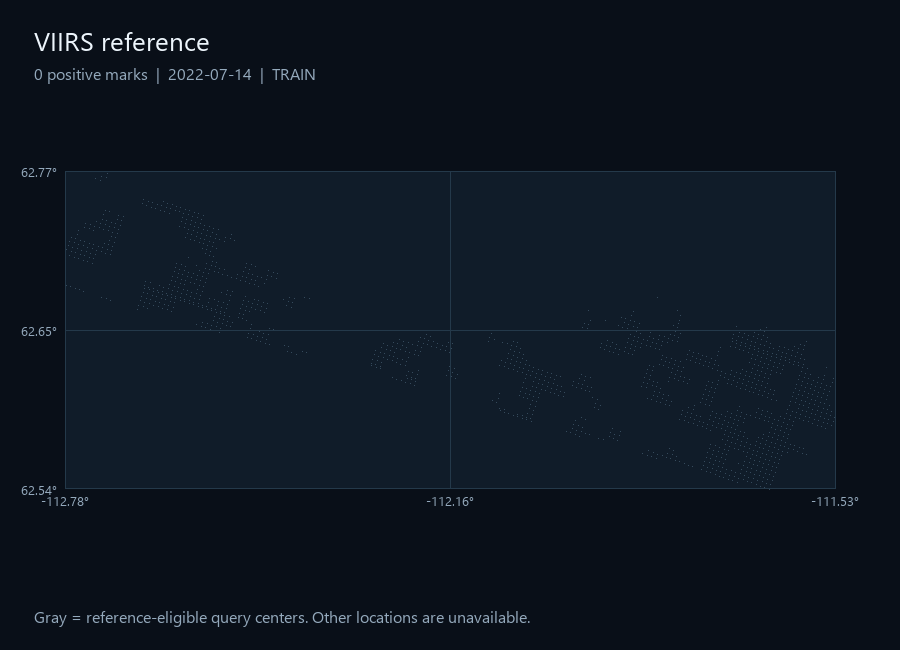 VIIRS reference
0 positive marks | 2022-07-14 | TRAIN
62.77°
62.65°
62.54°
-112.78°
-112.16°
-111.53°
Gray = reference-eligible query centers. Other locations are unavailable.